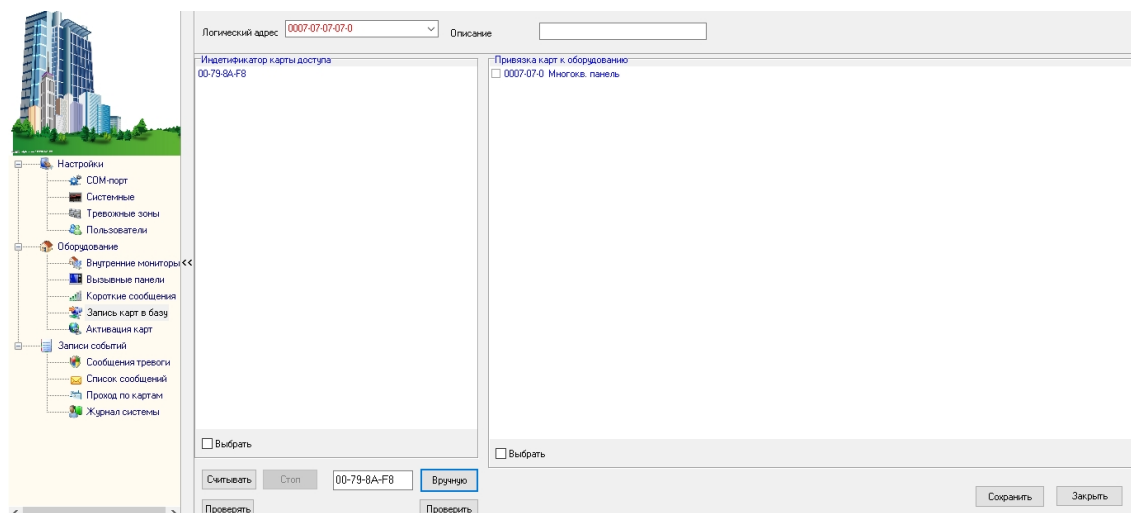 Логический адрес 0007-07-07-07-0 Описание
Индетификатор карты доступа
00-79-8A-F8
Привязка карт к оборудованию
0007-07-0 Многокв. панель
Настройки
COM-порт
Системные
Тревожные зоны
Пользователи
Оборудование
Внутренние мониторы <<
Вызывные панели
Короткие сообщения
Запись карт в базу
Активация карт
Записи событий
Сообщения тревоги
Список сообщений
Проход по картам
Журнал системы
Выбрать
Выбрать
Считывать Стоп 00-79-8A-F8 Вручную
Проверять Проверить
Сохранить Закрыть